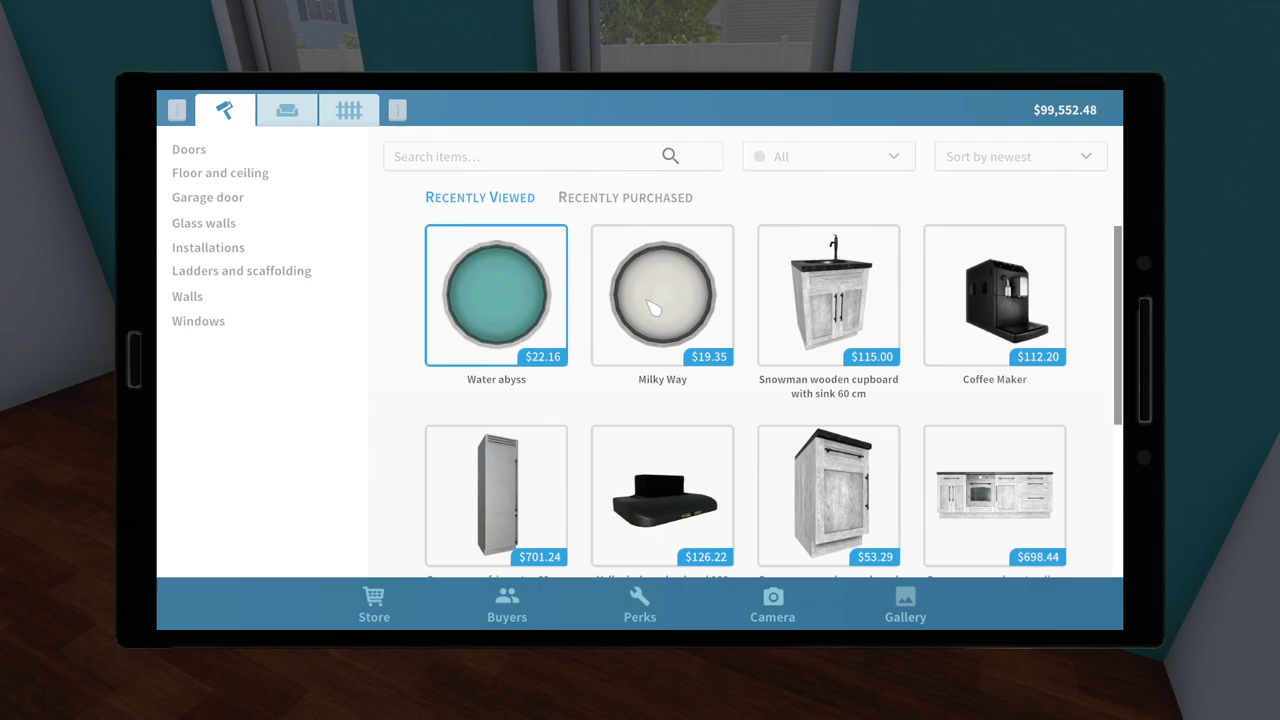 $99,552.48
Doors
Floor and ceiling
Garage door
Glass walls
Installations
Ladders and scaffolding
Walls
Windows
Search items...
All
Sort by newest
RECENTLY VIEWED
RECENTLY PURCHASED
$22.16
$19.35
$115.00
$112.20
Water abyss
Milky Way
Snowman wooden cupboard
with sink 60 cm
Coffee Maker
$701.24
$126.22
$53.29
$698.44
Store
Buyers
Perks
Camera
Gallery